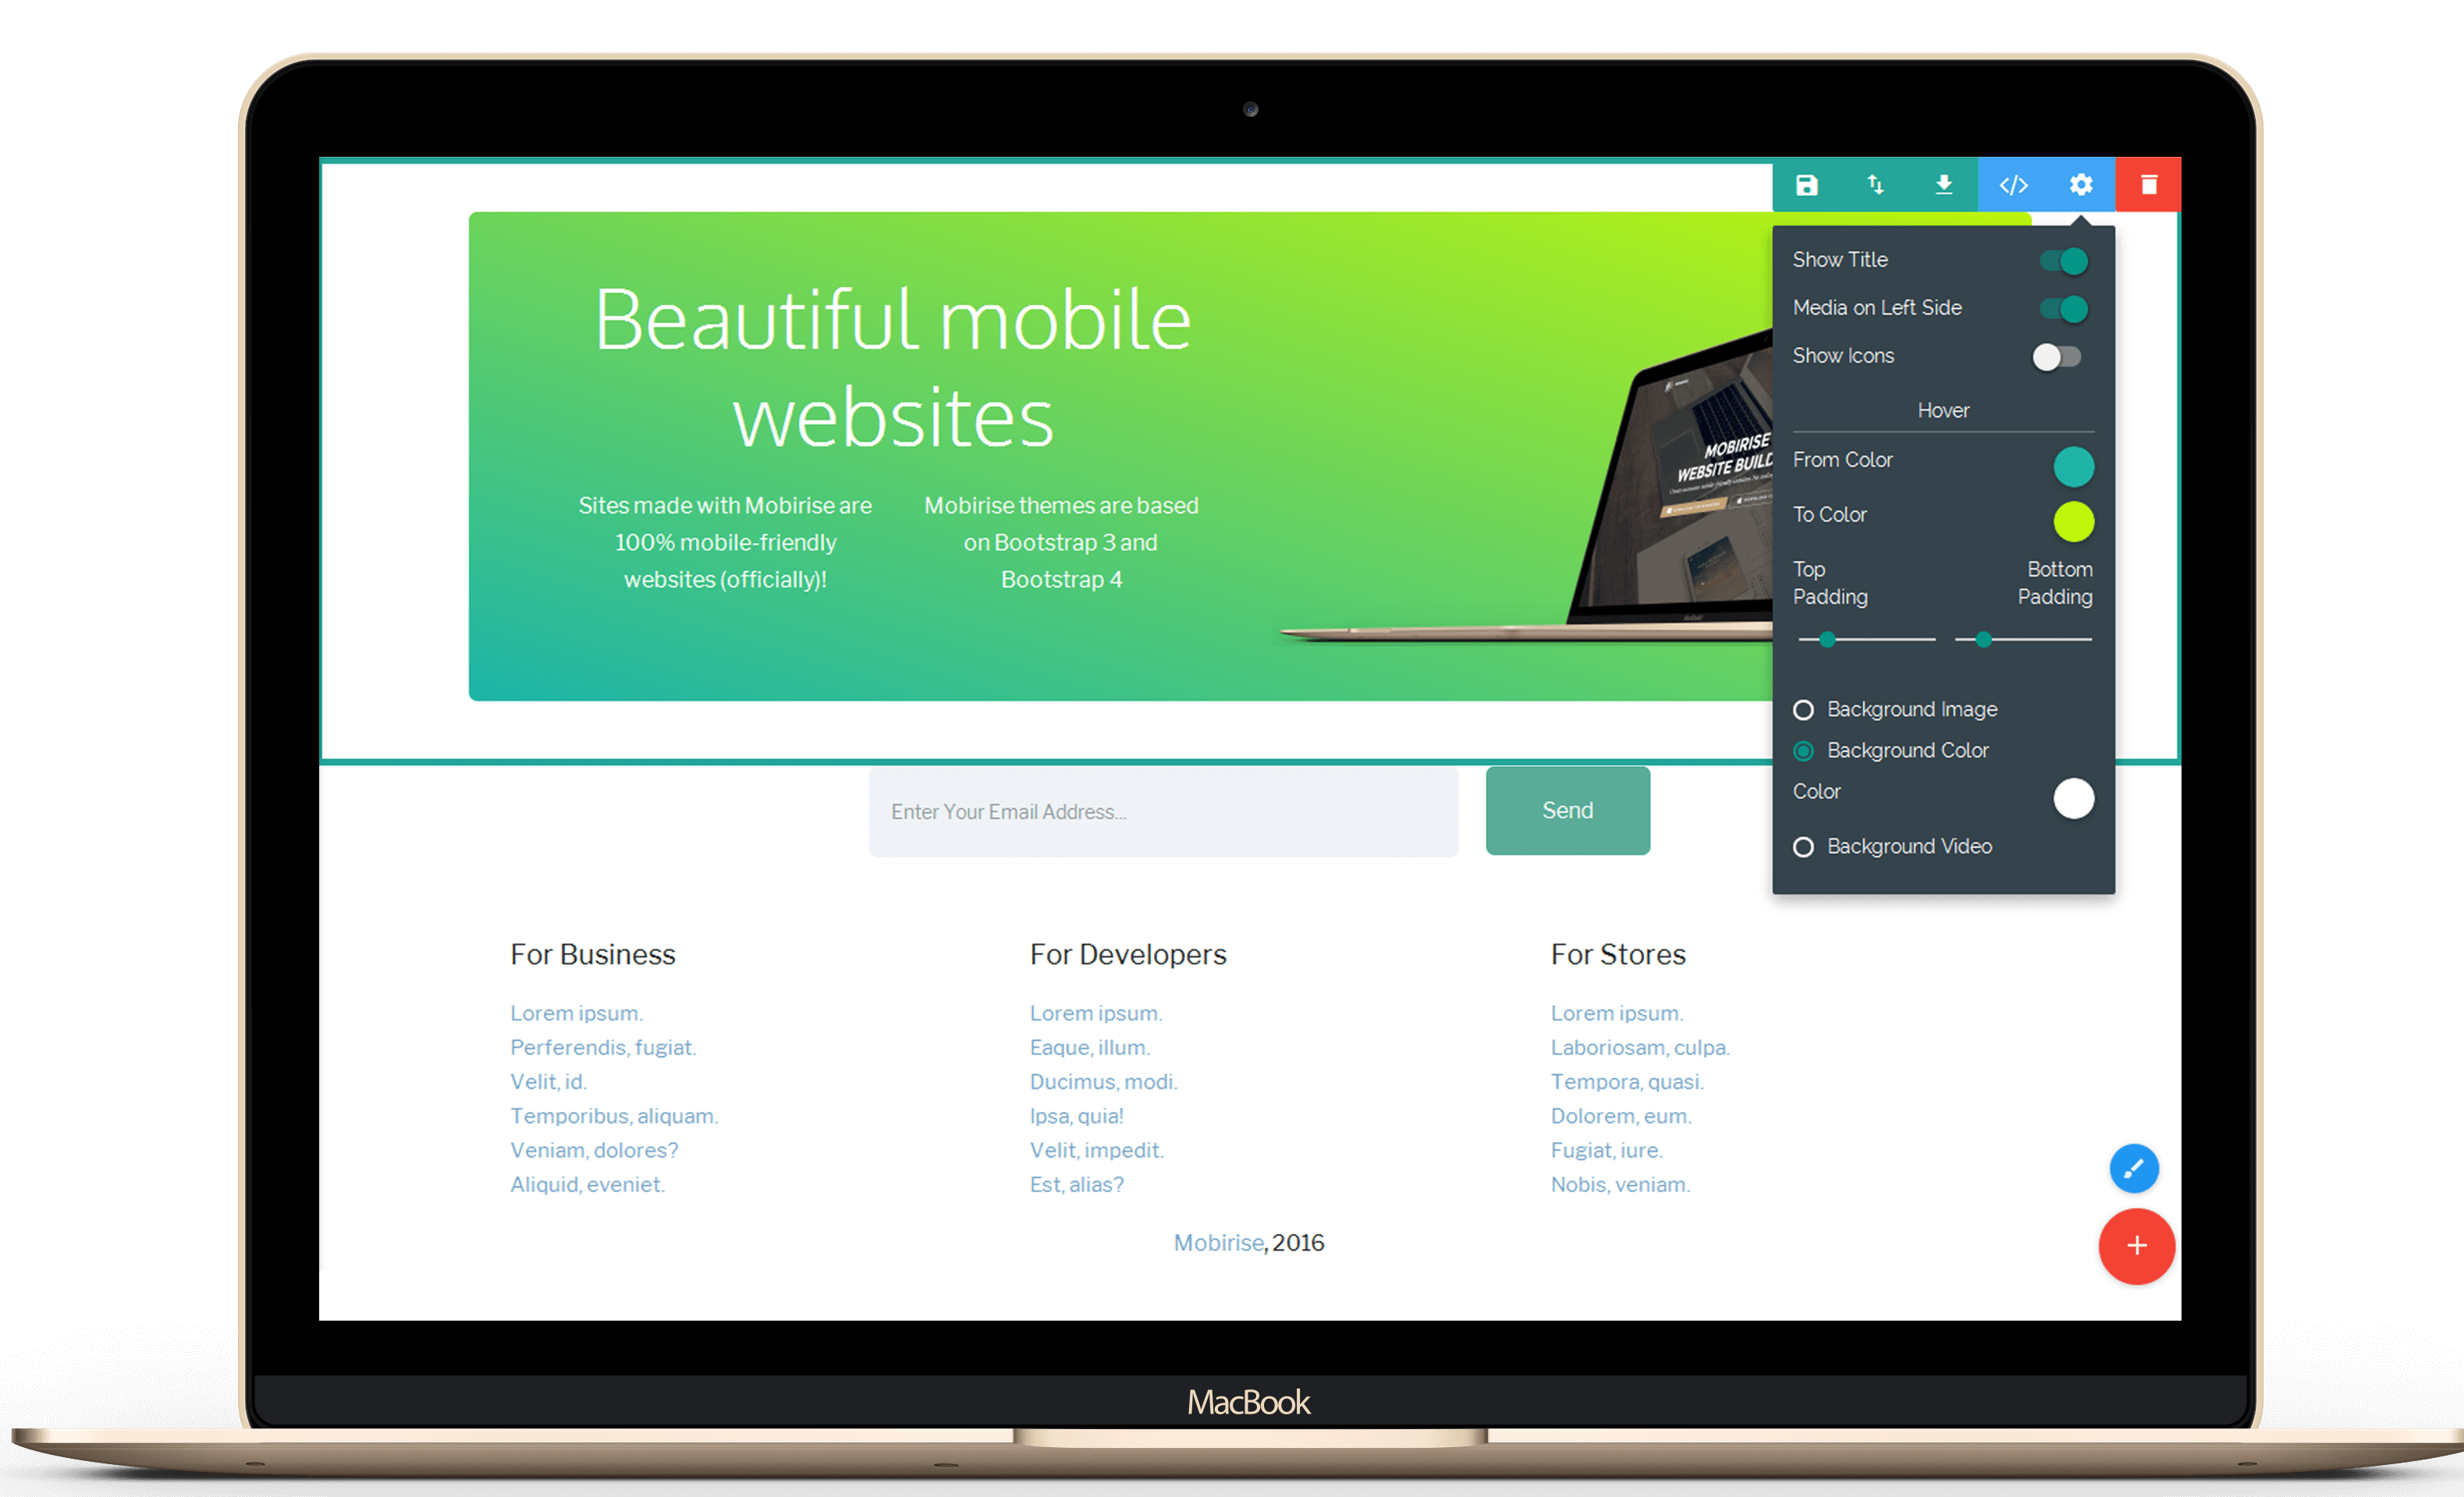 Beautiful mobile
websites
Sites made with Mobirise are
100% mobile-friendly
websites (officially)!
Mobirise themes are based
on Bootstrap 3 and
Bootstrap 4
MOBIRISE
WEBSITE BUILD
Show Title
Media on Left Side
Show Icons
Hover
From Color
To Color
Top
Padding
Bottom
Padding
Background Image
Background Color
Color
Background Video
Enter Your Email Address...
Send
For Business
Lorem ipsum.
Perferendis, fugiat.
Velit, id.
Temporibus, aliquam.
Veniam, dolores?
Aliquid, eveniet.
For Developers
Lorem ipsum.
Eaque, illum.
Ducimus, modi.
Ipsa, quia!
Velit, impedit.
Est, alias?
For Stores
Lorem ipsum.
Laboriosam, culpa.
Tempora, quasi.
Dolorem, eum.
Fugiat, iure.
Nobis, veniam.
Mobirise, 2016
MacBook